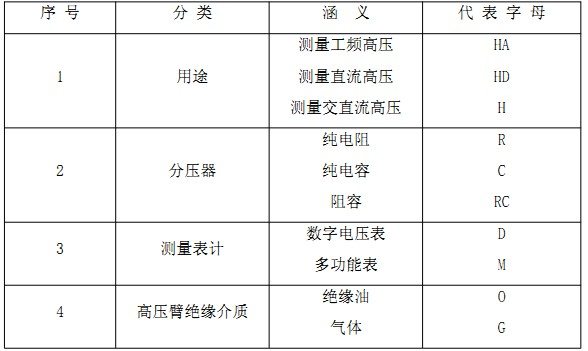 序 号 分 类 涵 义 代 表 字 母
测量工频高压 HA
1 用途 测量直流高压 HD
测量交直流高压 H
纯电阻 R
2 分压器 纯电容 C
阻容 RC
3 测量表计 数字电压表 D
多功能表 M
4 高压臂绝缘介质 绝缘油 O
气体 G